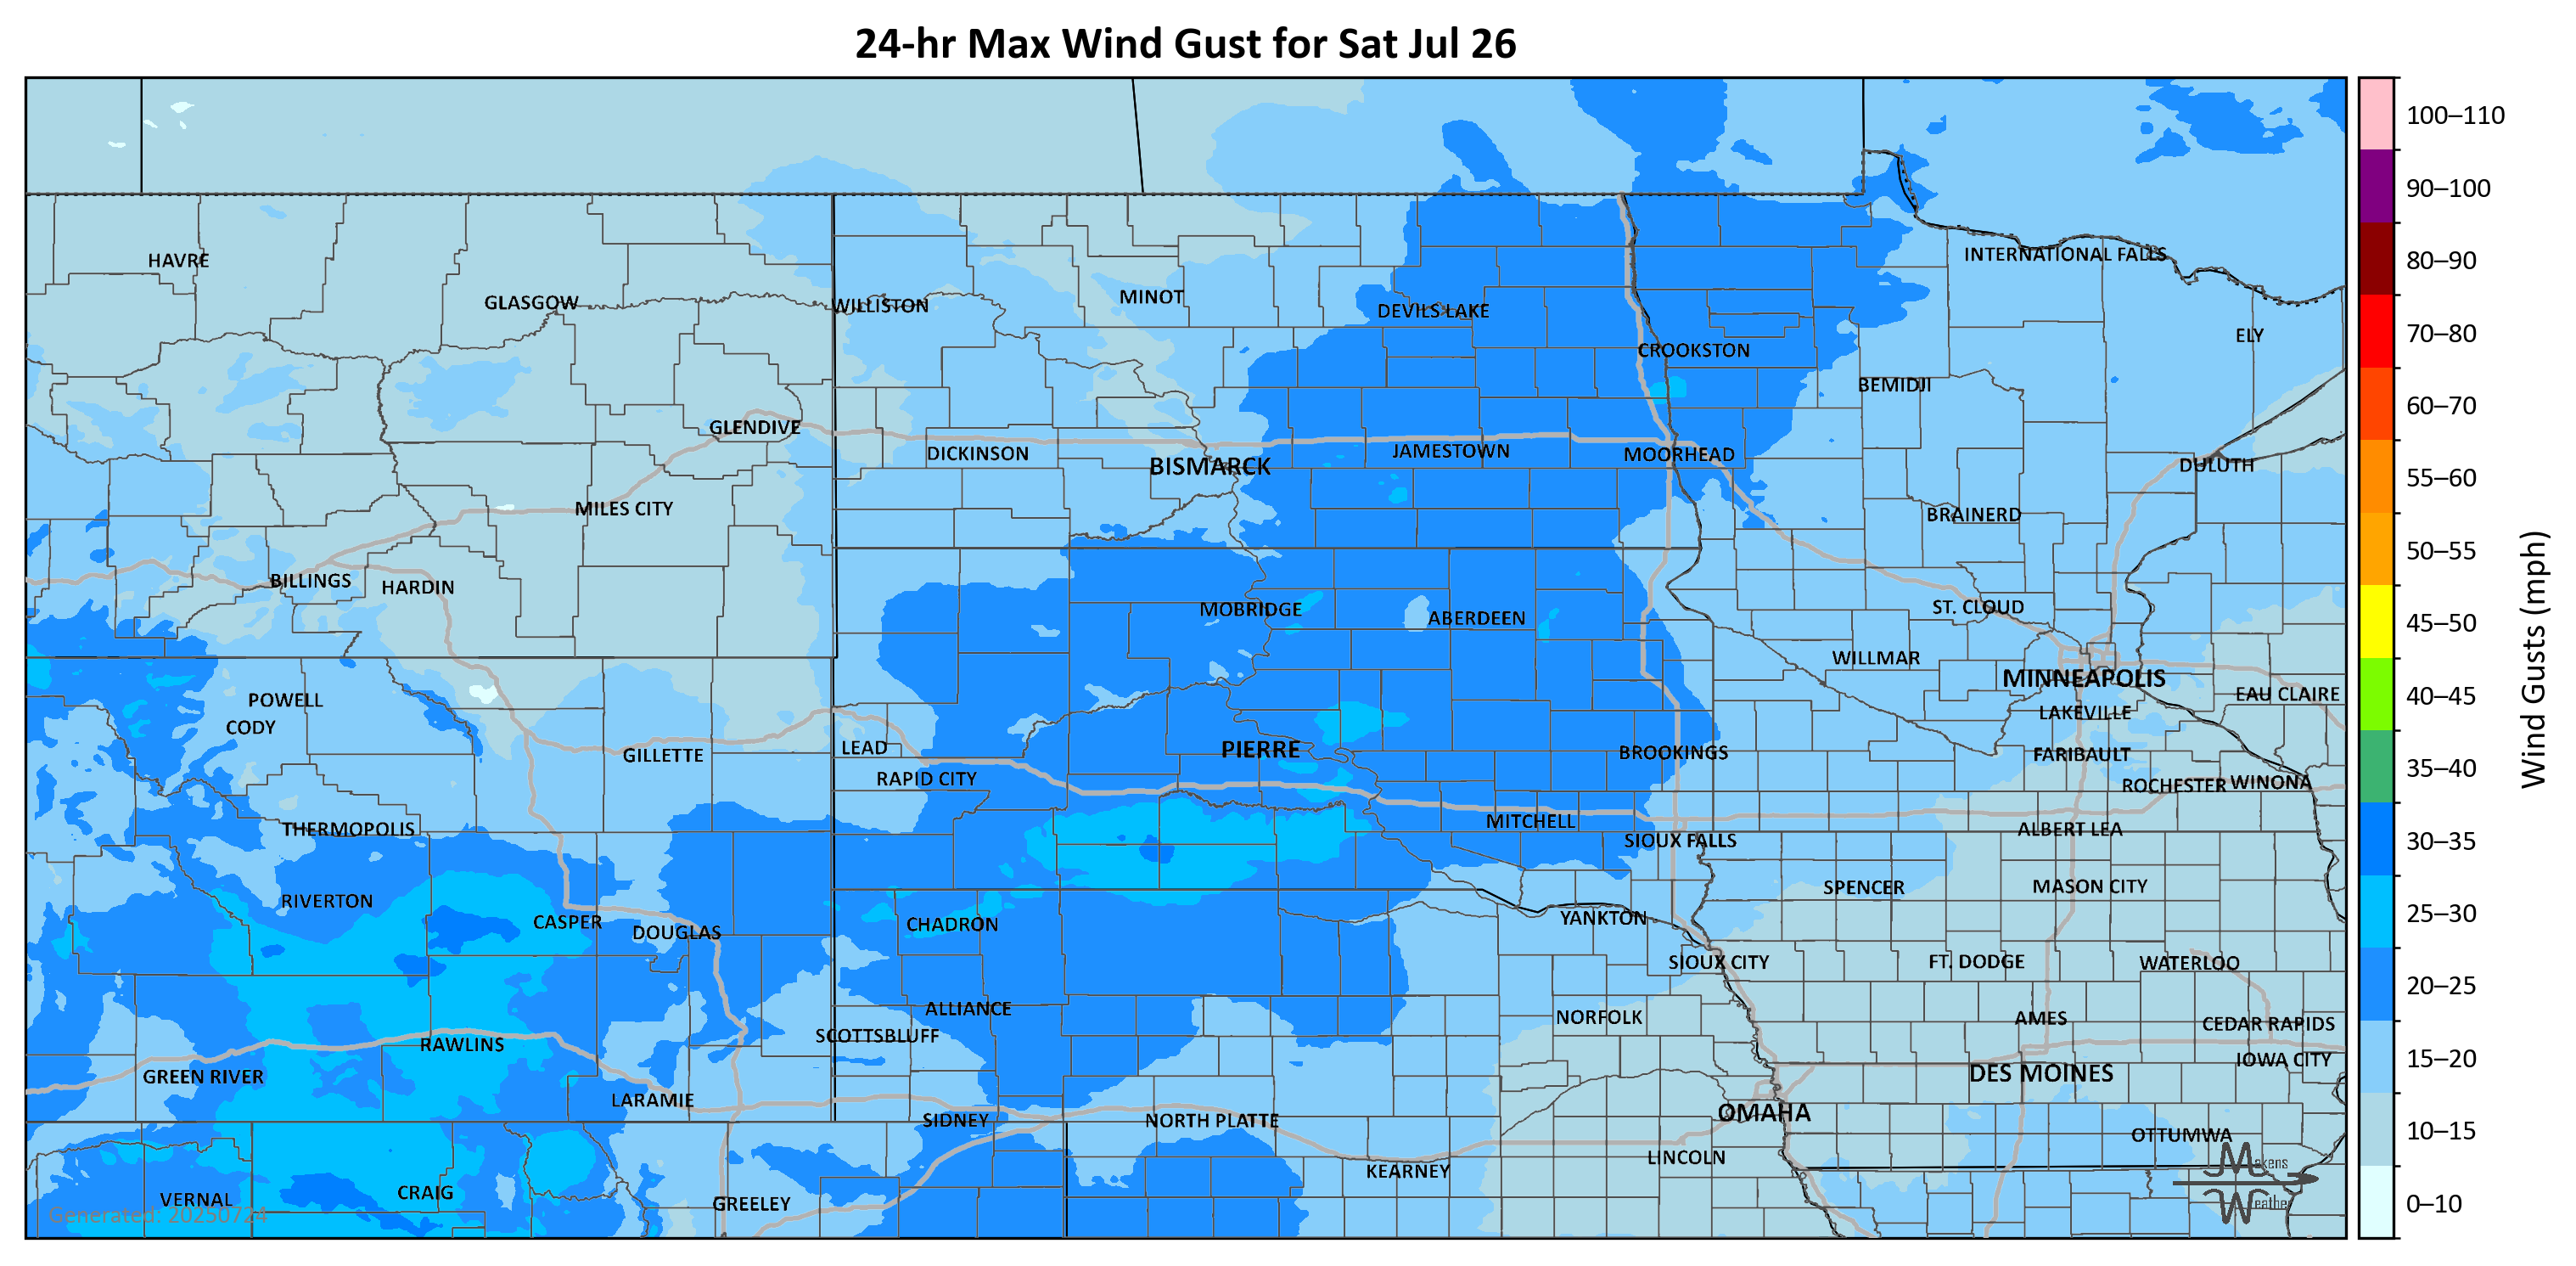 24-hr Max Wind Gust for Sat Jul 26
HAVRE
GLASGOW
WILLISTON
MINOT
DEVILS LAKE
CROOKSTON
INTERNATIONAL FALLS
ELY
BEMIDJI
GLENDIVE
DICKINSON
BISMARCK
JAMESTOWN
MOORHEAD
DULUTH
MILES CITY
BRAINERD
BILLINGS
HARDIN
MOBRIDGE
ABERDEEN
ST. CLOUD
WILLMAR
MINNEAPOLIS
EAU CLAIRE
POWELL
CODY
LAKEVILLE
GILLETTE
LEAD
PIERRE
BROOKINGS
FARIBAULT
RAPID CITY
ROCHESTER
WINONA
THERMOPOLIS
MITCHELL
SIOUX FALLS
ALBERT LEA
RIVERTON
SPENCER
MASON CITY
CASPER
DOUGLAS
CHADRON
YANKTON
SIOUX CITY
FT. DODGE
WATERLOO
ALLIANCE
NORFOLK
AMES
CEDAR RAPIDS
SCOTTSBLUFF
RAWLINS
IOWA CITY
GREEN RIVER
DES MOINES
LARAMIE
SIDNEY
NORTH PLATTE
OMAHA
OTTUMWA
LINCOLN
KEARNEY
VERNAL
CRAIG
GREELEY
Generated: 20250724
Makens
Weather
100–110
90–100
80–90
70–80
60–70
55–60
50–55
45–50
40–45
35–40
30–35
25–30
20–25
15–20
10–15
0–10
Wind Gusts (mph)